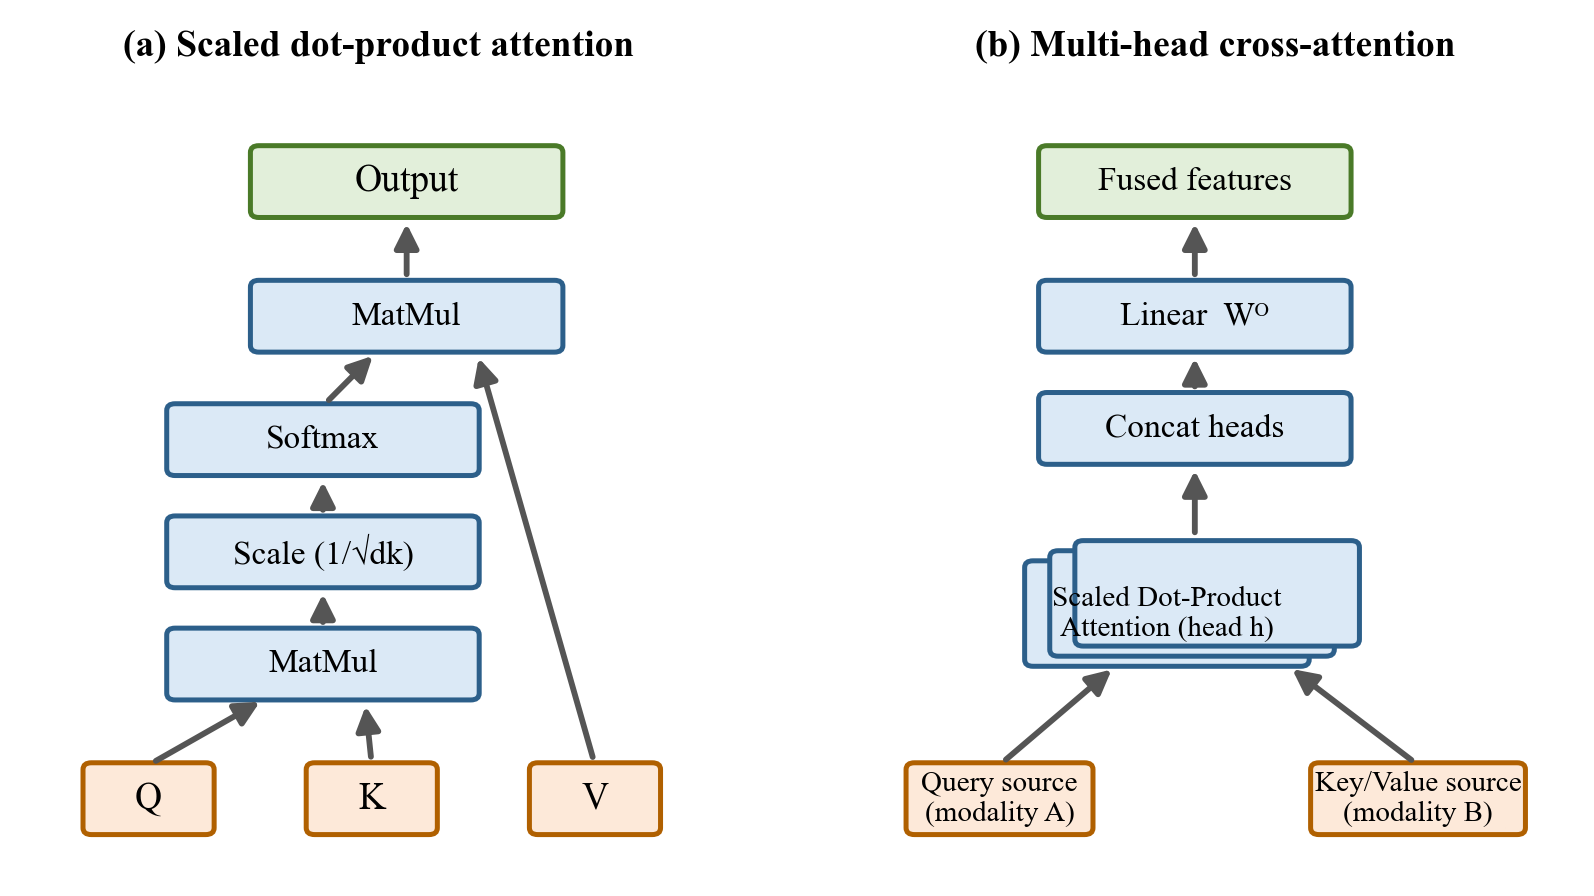 (a) Scaled dot-product attention
Output
MatMul
Softmax
Scale (1/√dk)
MatMul
Q
K
V
(b) Multi-head cross-attention
Fused features
Linear Wᴼ
Concat heads
Scaled Dot-Product
Attention (head h)
Query source
(modality A)
Key/Value source
(modality B)